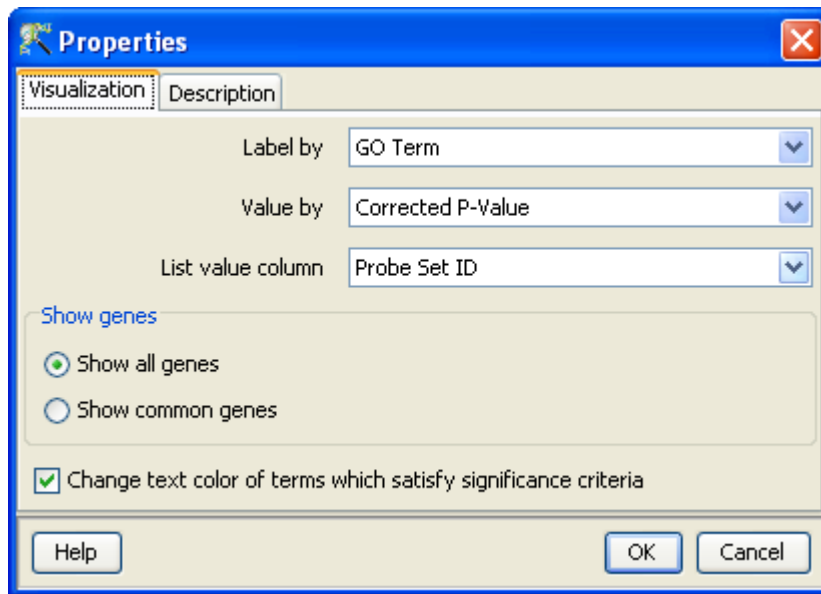 Properties
Visualization Description
Label by GO Term
Value by Corrected P-Value
List value column Probe Set ID
Show genes
Show all genes
Show common genes
Change text color of terms which satisfy significance criteria
Help OK Cancel